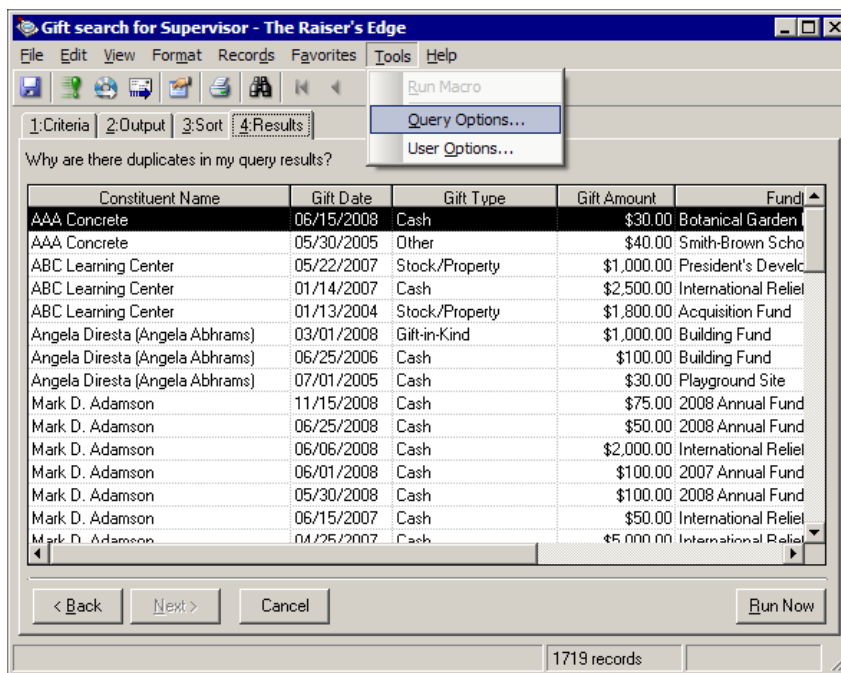 Gift search for Supervisor - The Raiser's Edge
File Edit View Format Records Favorites Tools Help
Run Macro
Query Options...
User Options...
1:Criteria 2:Output 3:Sort 4:Results
Why are there duplicates in my query results?
Constituent Name Gift Date Gift Type Gift Amount Fund
AAA Concrete 06/15/2008 Cash $30.00 Botanical Garden
AAA Concrete 05/30/2005 Other $40.00 Smith-Brown Scho
ABC Learning Center 05/22/2007 Stock/Property $1,000.00 President's Develo
ABC Learning Center 01/14/2007 Cash $2,500.00 International Relief
ABC Learning Center 01/13/2004 Stock/Property $1,800.00 Acquisition Fund
Angela Diresta (Angela Abhrams) 03/01/2008 Gift-in-Kind $1,000.00 Building Fund
Angela Diresta (Angela Abhrams) 06/25/2006 Cash $100.00 Building Fund
Angela Diresta (Angela Abhrams) 07/01/2005 Cash $30.00 Playground Site
Mark D. Adamson 11/15/2008 Cash $75.00 2008 Annual Fund
Mark D. Adamson 06/25/2008 Cash $50.00 2008 Annual Fund
Mark D. Adamson 06/06/2008 Cash $2,000.00 International Relief
Mark D. Adamson 06/01/2008 Cash $100.00 2007 Annual Fund
Mark D. Adamson 05/30/2008 Cash $100.00 2008 Annual Fund
Mark D. Adamson 06/15/2007 Cash $50.00 International Relief
Mark D. Adamson 04/25/2007 Cash $5,000.00 International Relief
< Back Next > Cancel Run Now
1719 records